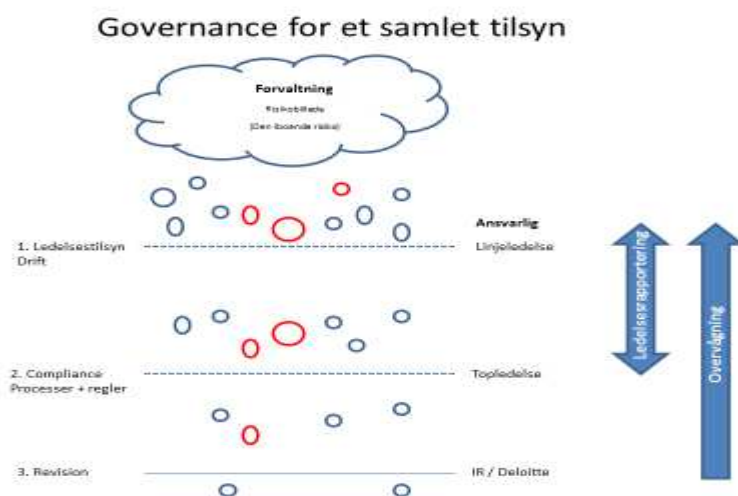 Governance for et samlet tilsyn
Forvaltning
Risikobillede
(Den iboende risiko)
Ansvarlig
1. Ledelsestilsyn
Drift
Linjeledelse
2. Compliance
Processer + regler
Topledelse
3. Revision
IR / Deloitte
Ledelsesrapportering
Overvågning